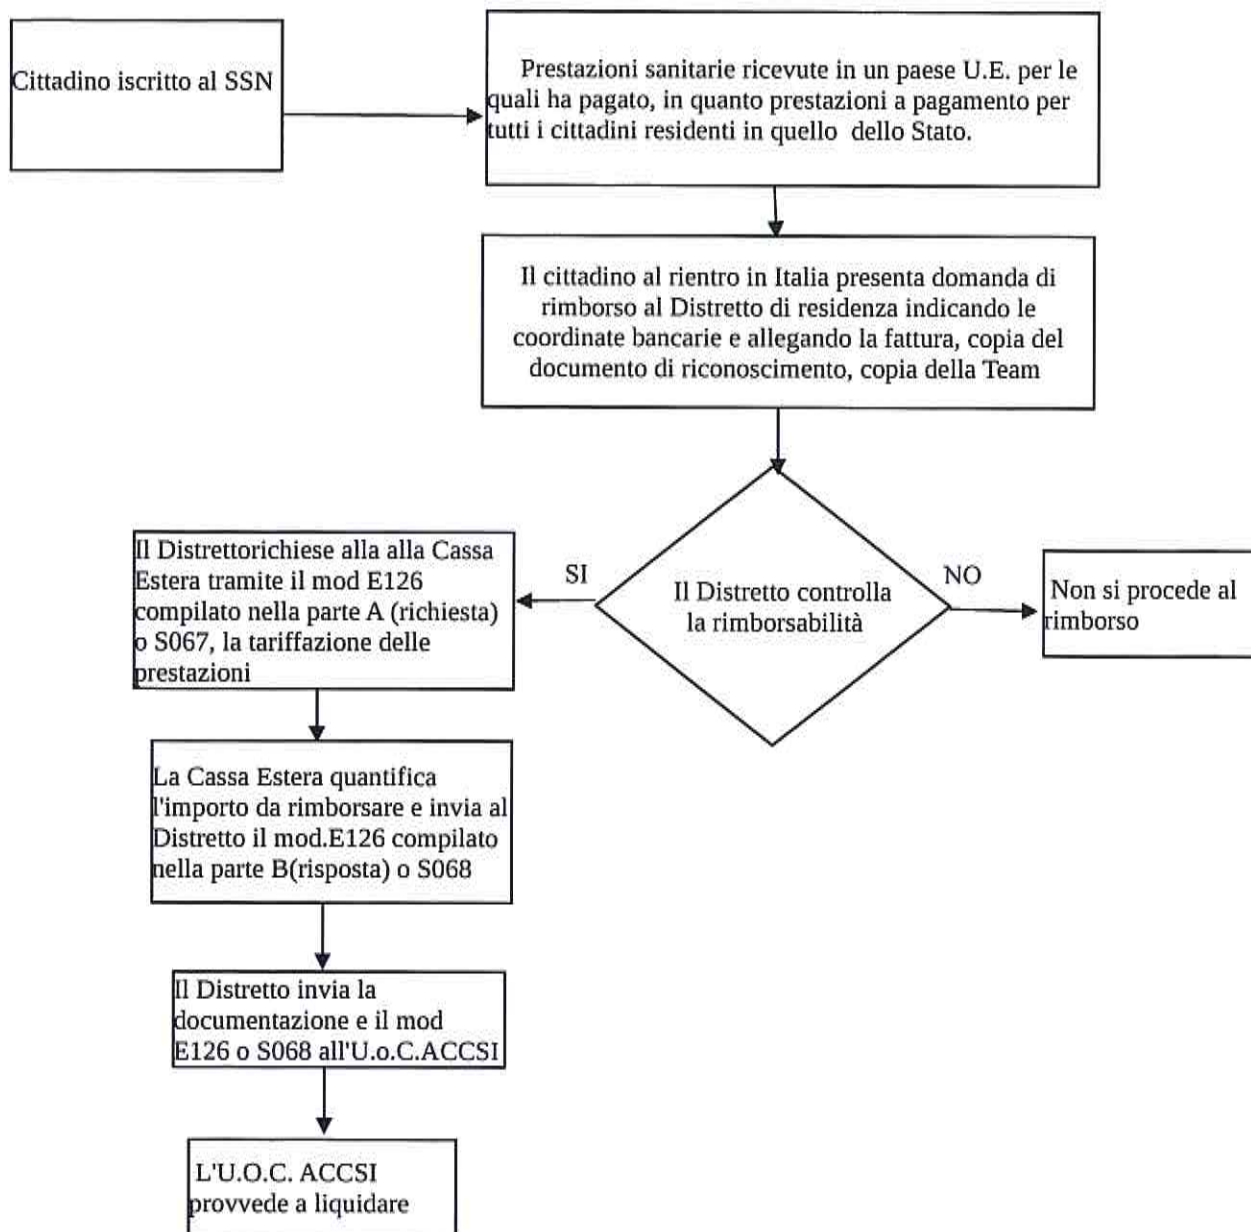 Cittadino iscritto al SSN
Prestazioni sanitarie ricevute in un paese U.E. per le
quali ha pagato, in quanto prestazioni a pagamento per
tutti i cittadini residenti in quello dello Stato.
Il cittadino al rientro in Italia presenta domanda di
rimborso al Distretto di residenza indicando le
coordinate bancarie e allegando la fattura, copia del
documento di riconoscimento, copia della Team
Il Distretto controlla
la rimborsabilità
SI
NO
Non si procede al
rimborso
Il Distrettorichiese alla alla Cassa
Estera tramite il mod E126
compilato nella parte A (richiesta)
o S067, la tariffazione delle
prestazioni
La Cassa Estera quantifica
l'importo da rimborsare e invia al
Distretto il mod.E126 compilato
nella parte B(risposta) o S068
Il Distretto invia la
documentazione e il mod
E126 o S068 all'U.o.C.ACCSI
L'U.O.C. ACCSI
provvede a liquidare